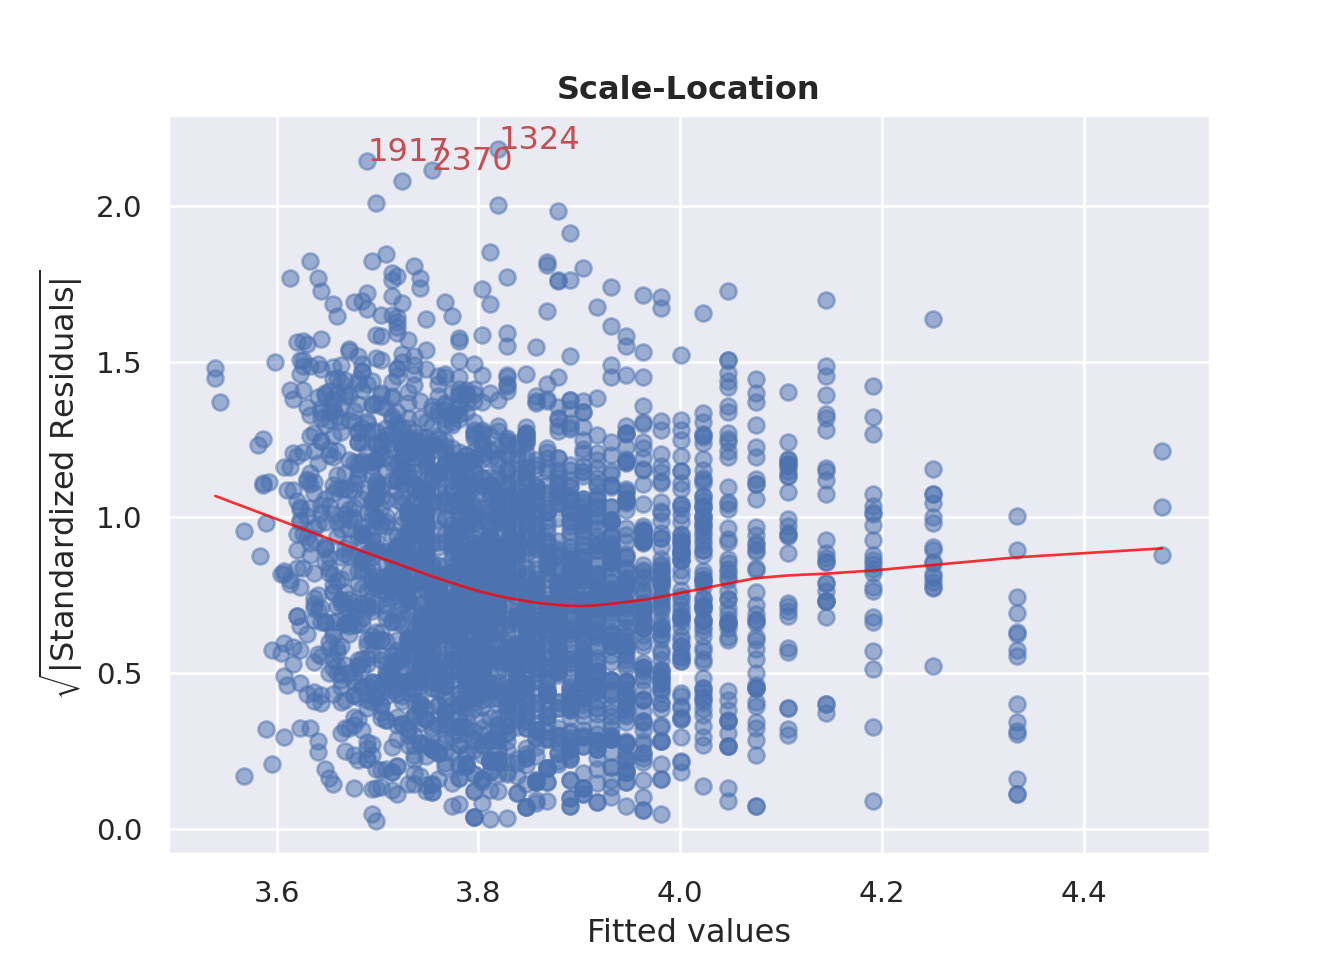 Scale-Location
1917
2370
1324
√|Standardized Residuals|
2.0
1.5
1.0
0.5
0.0
3.6 3.8 4.0 4.2 4.4
Fitted values